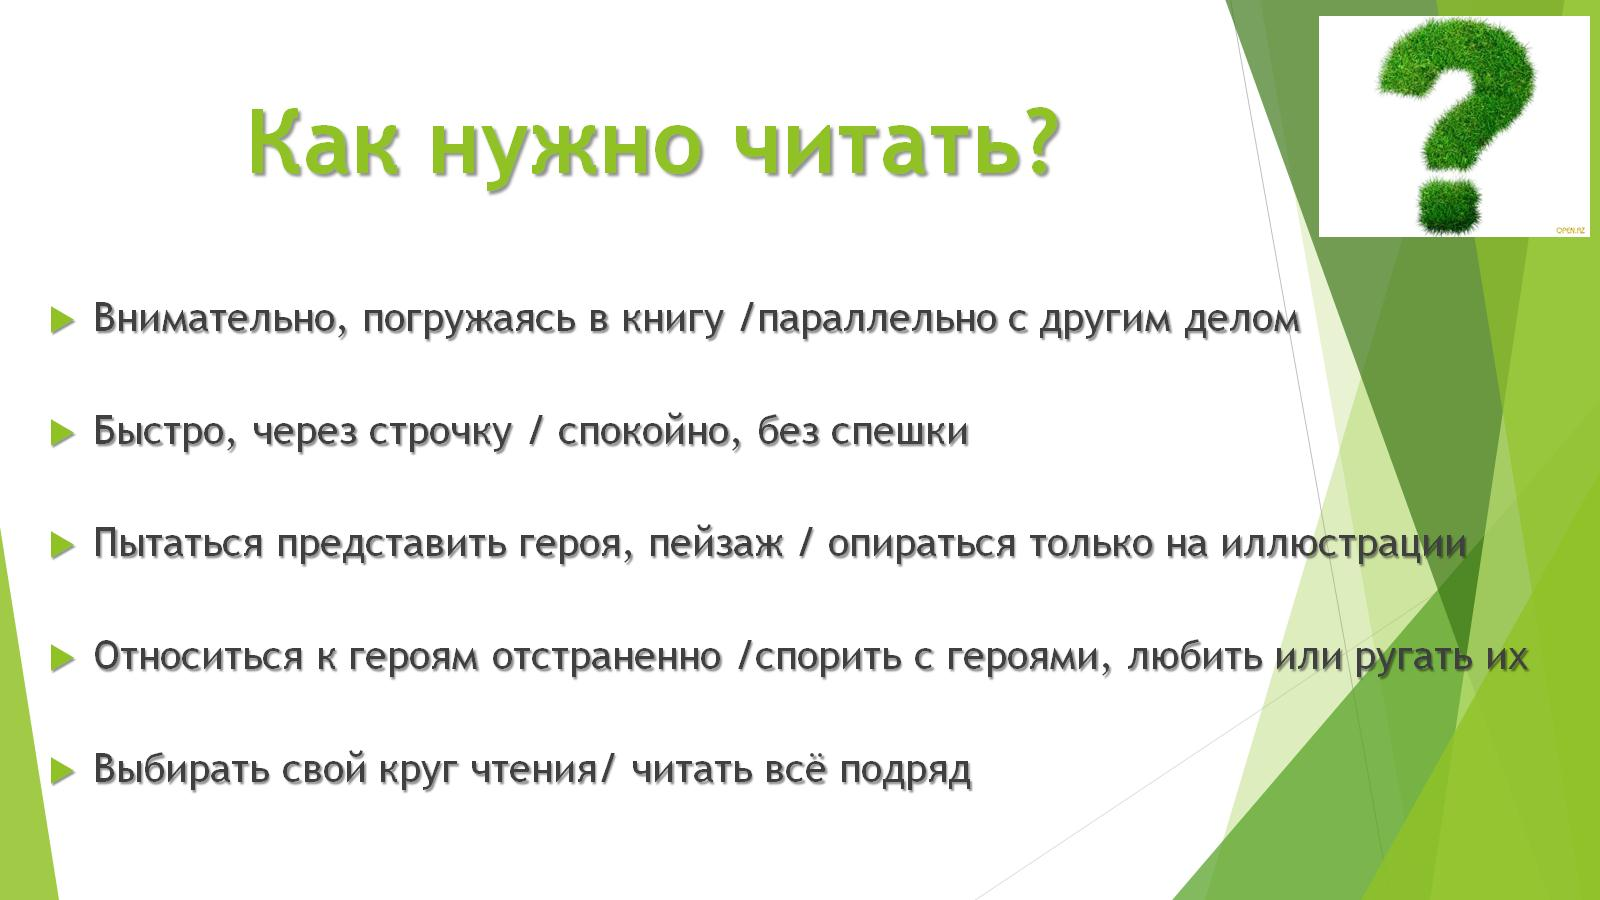 Как нужно читать?
Внимательно, погружаясь в книгу /параллельно с другим делом
Быстро, через строчку / спокойно, без спешки
Пытаться представить героя, пейзаж / опираться только на иллюстрации
Относиться к героям отстраненно /спорить с героями, любить или ругать их
Выбирать свой круг чтения/ читать всё подряд
OPEN.AZ